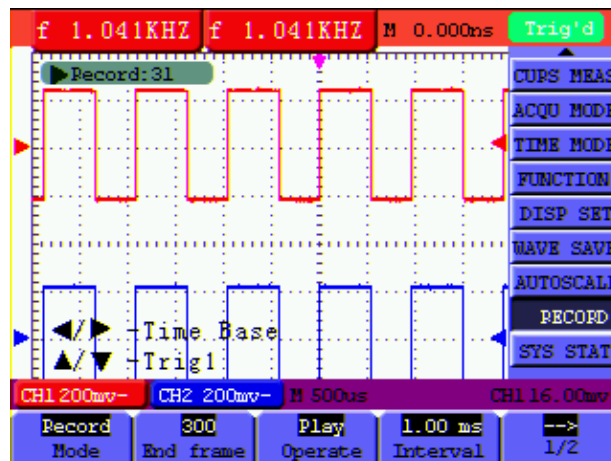 f 1.041KHZ f 1.041KHZ M 0.000ns Trig'd
Record:31
CUPS MEAS
ACQU MODE
TIME MODE
FUNCTION
DISP SET
WAVE SAVE
AUTOSCALE
RECORD
SYS STAT
-Time Base
-Trig1
CH1 200mv- CH2 200mv- M 500us CH1 16.00mv
Record 300 Play 1.00 ms -->
Mode End frame Operate Interval 1/2